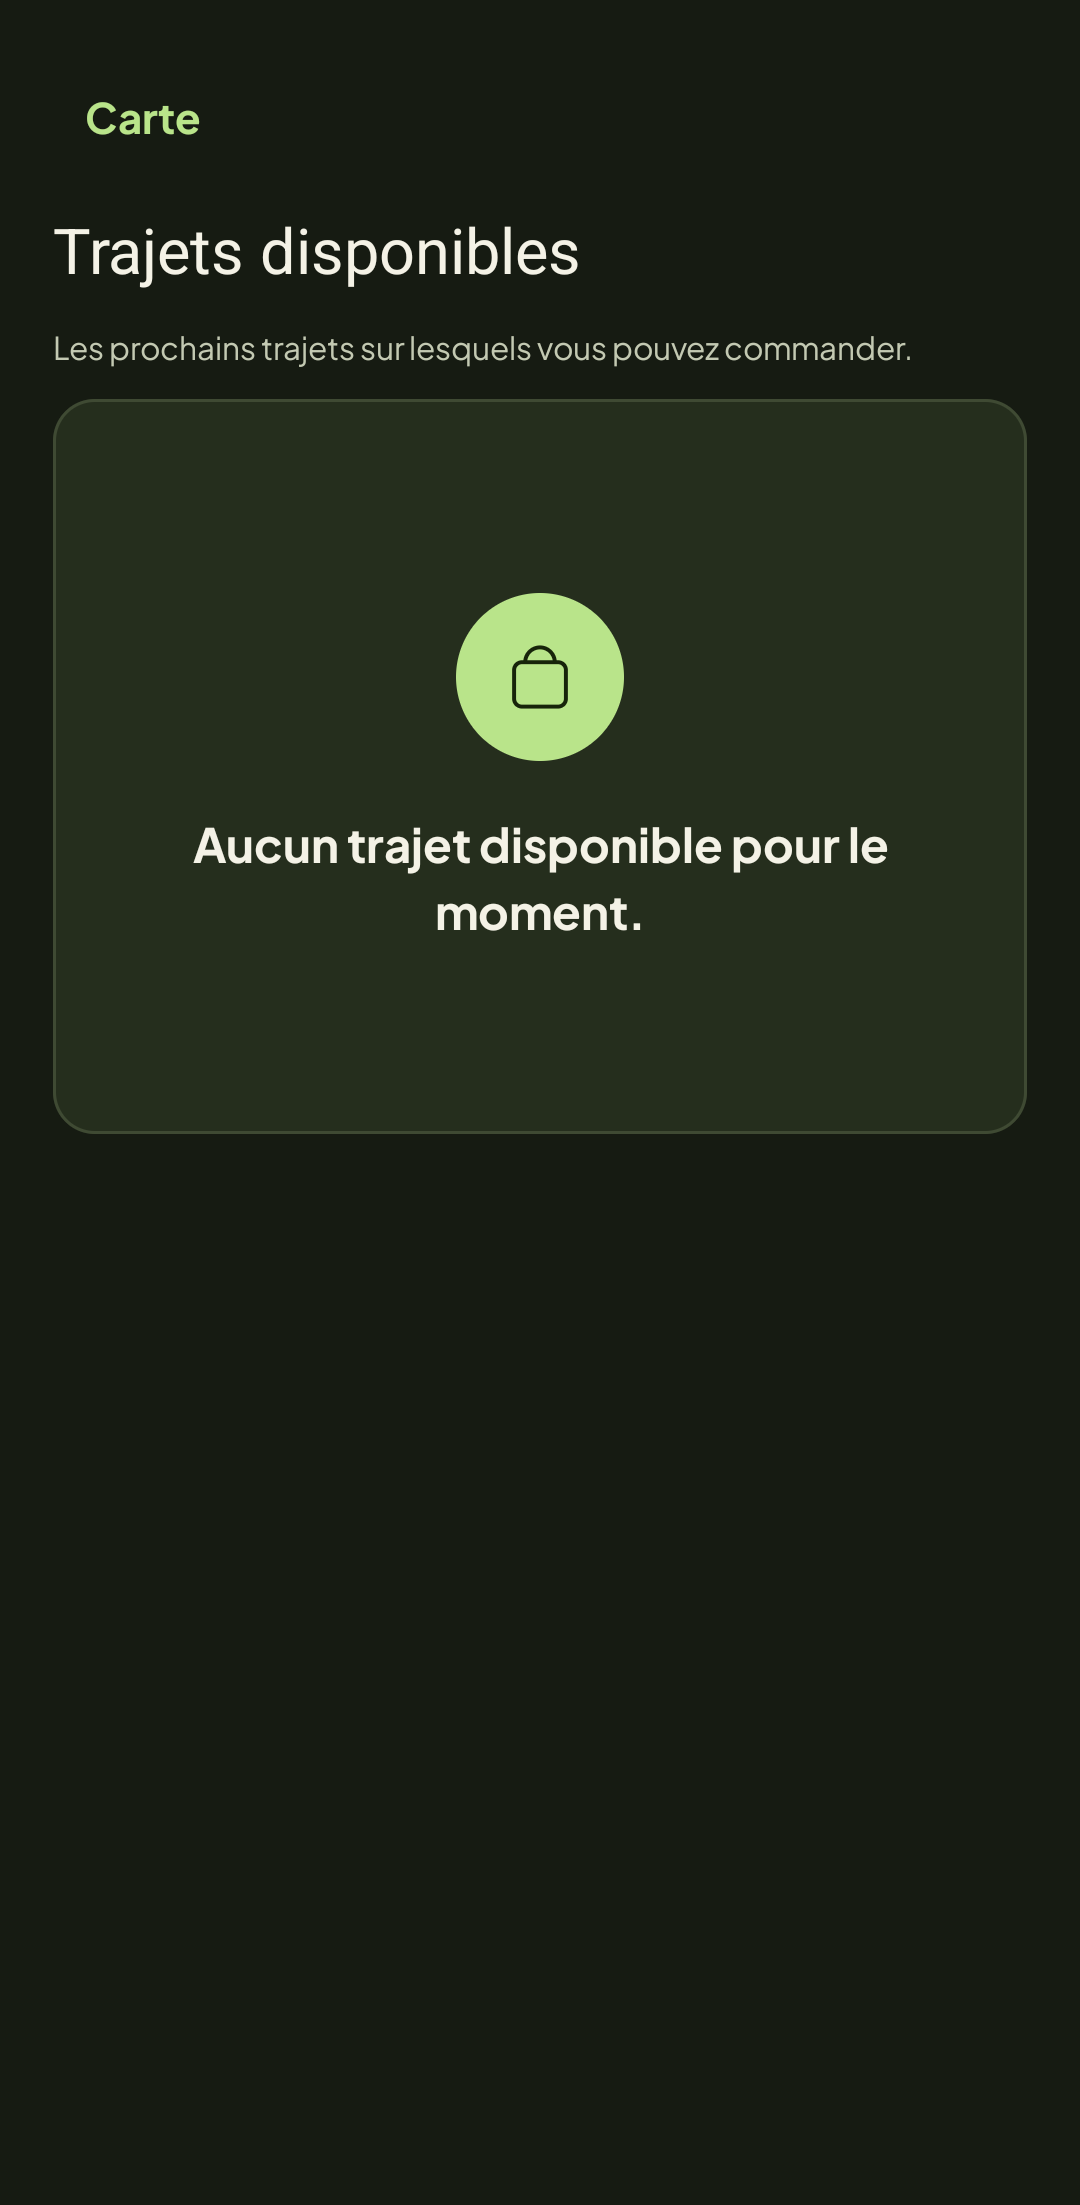 Carte
Trajets disponibles
Les prochains trajets sur lesquels vous pouvez commander.
Aucun trajet disponible pour le
moment.